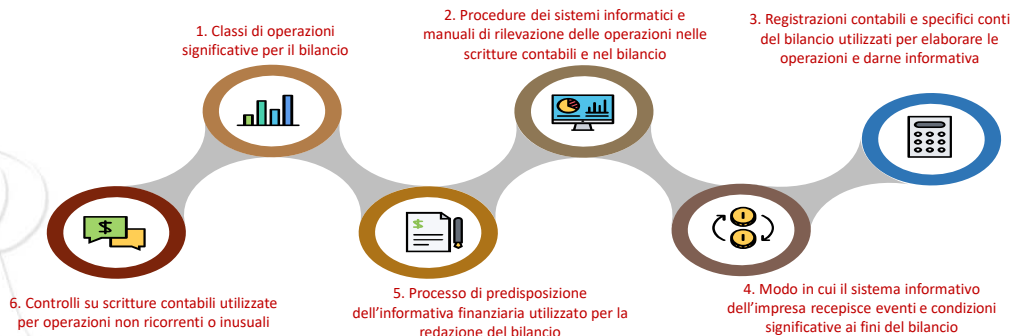 1. Classi di operazioni
significative per il bilancio
2. Procedure dei sistemi informatici e
manuali di rilevazione delle operazioni nelle
scritture contabili e nel bilancio
3. Registrazioni contabili e specifici conti
del bilancio utilizzati per elaborare le
operazioni e darne informativa
4. Modo in cui il sistema informativo
dell’impresa recepisce eventi e condizioni
significative ai fini del bilancio
5. Processo di predisposizione
dell’informativa finanziaria utilizzato per la
redazione del bilancio
6. Controlli su scritture contabili utilizzate
per operazioni non ricorrenti o inusuali